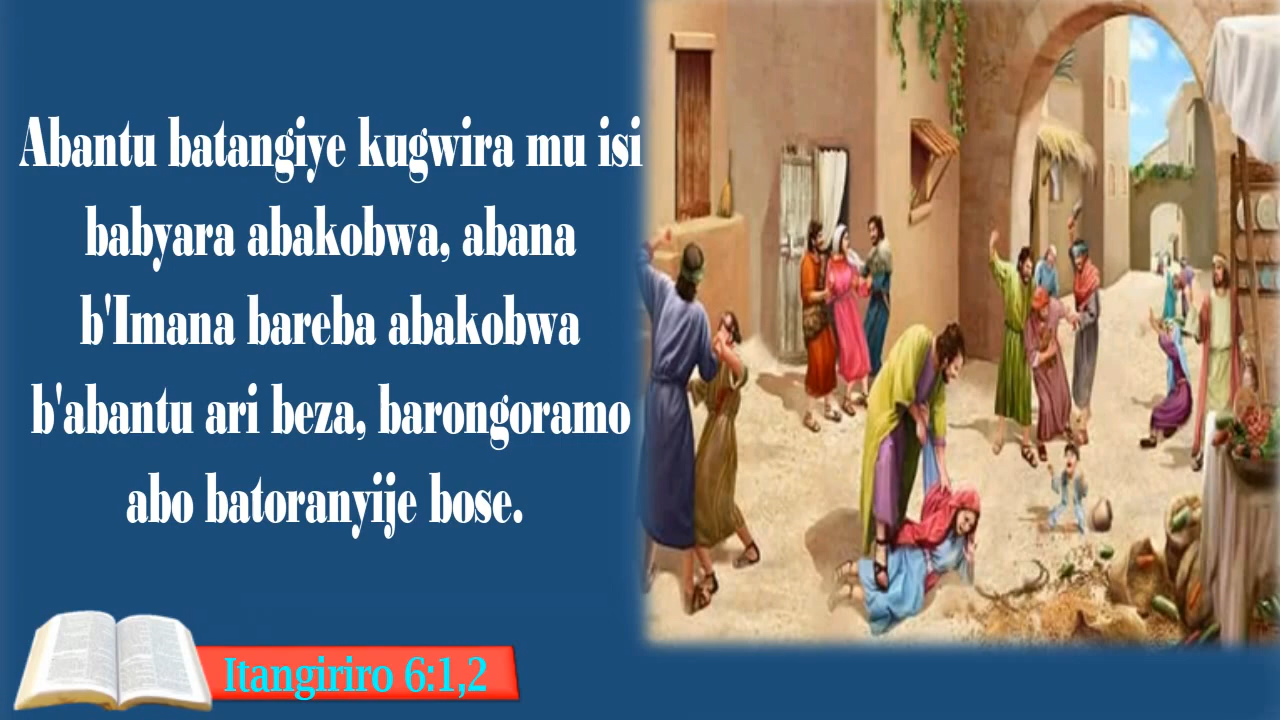 Abantu batangiye kugwira mu isi
babyara abakobwa, abana
b'Imana bareba abakobwa
b'abantu ari beza, barongoramo
abo batoranyije bose.
Itangiriro 6:1,2